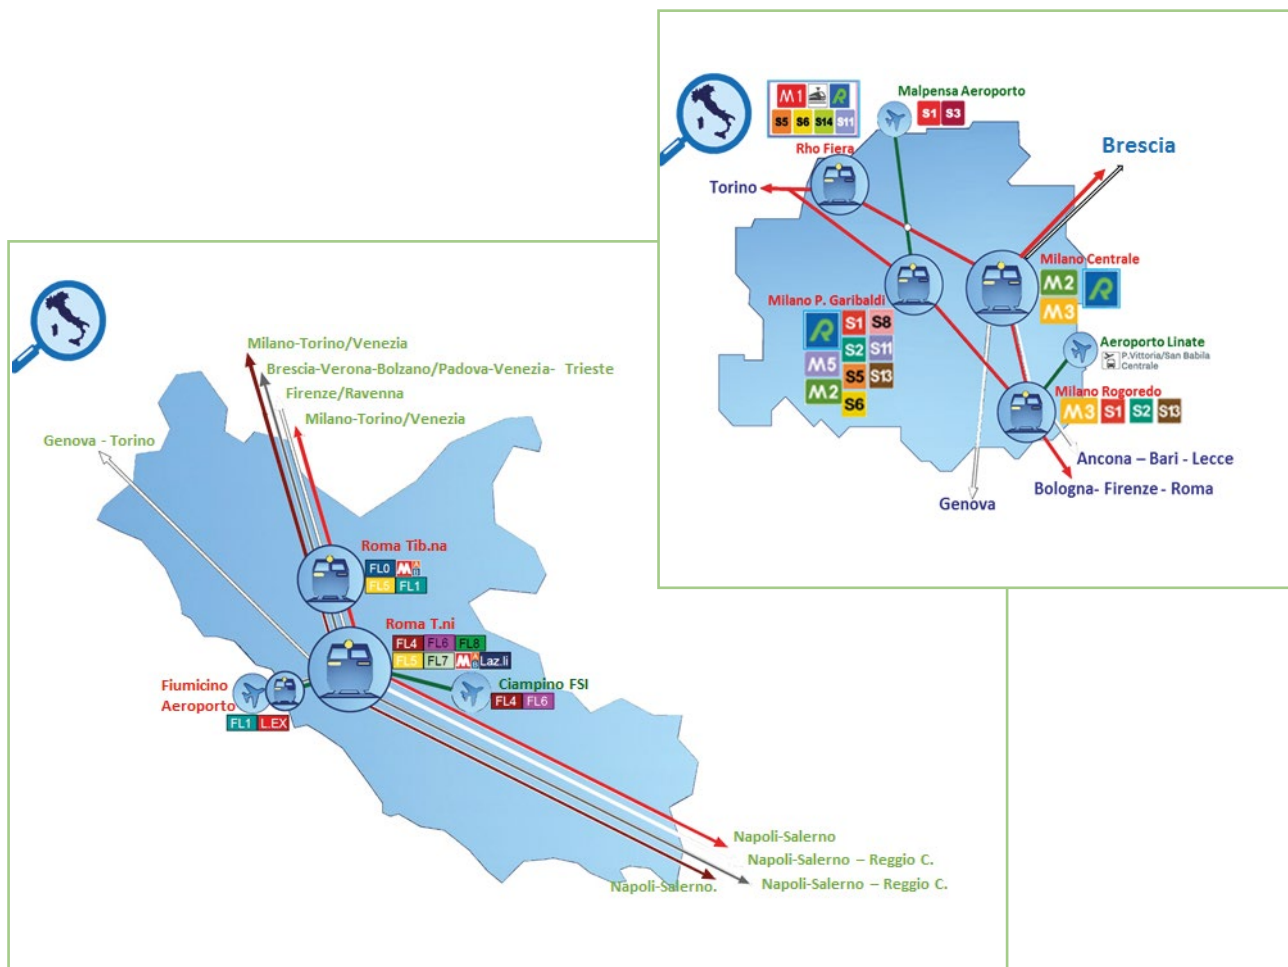 M1 R
S5 S6 S14 S11
Rho Fiera
Malpensa Aeroporto
S1 S3
Brescia
Torino
Milano Centrale
M2 R
M3
Milano P. Garibaldi
R S1 S8
S2 S11
M5 S5 S13
M2 S6
Aeroporto Linate
P.Vittoria/San Babila
Centrale
Milano Rogoredo
M3 S1 S2 S13
Ancona – Bari - Lecce
Bologna- Firenze - Roma
Genova
Milano-Torino/Venezia
Brescia-Verona-Bolzano/Padova-Venezia- Trieste
Firenze/Ravenna
Milano-Torino/Venezia
Genova - Torino
Roma Tib.na
FL0 M B
FL5 FL1
Roma T.ni
FL4 FL6 FL8
FL5 FL7 M A B Laz.li
Fiumicino
Aeroporto
FL1 L.EX
Ciampino FSI
FL4 FL6
Napoli-Salerno
Napoli-Salerno – Reggio C.
Napoli-Salerno – Reggio C.
Napoli-Salerno.